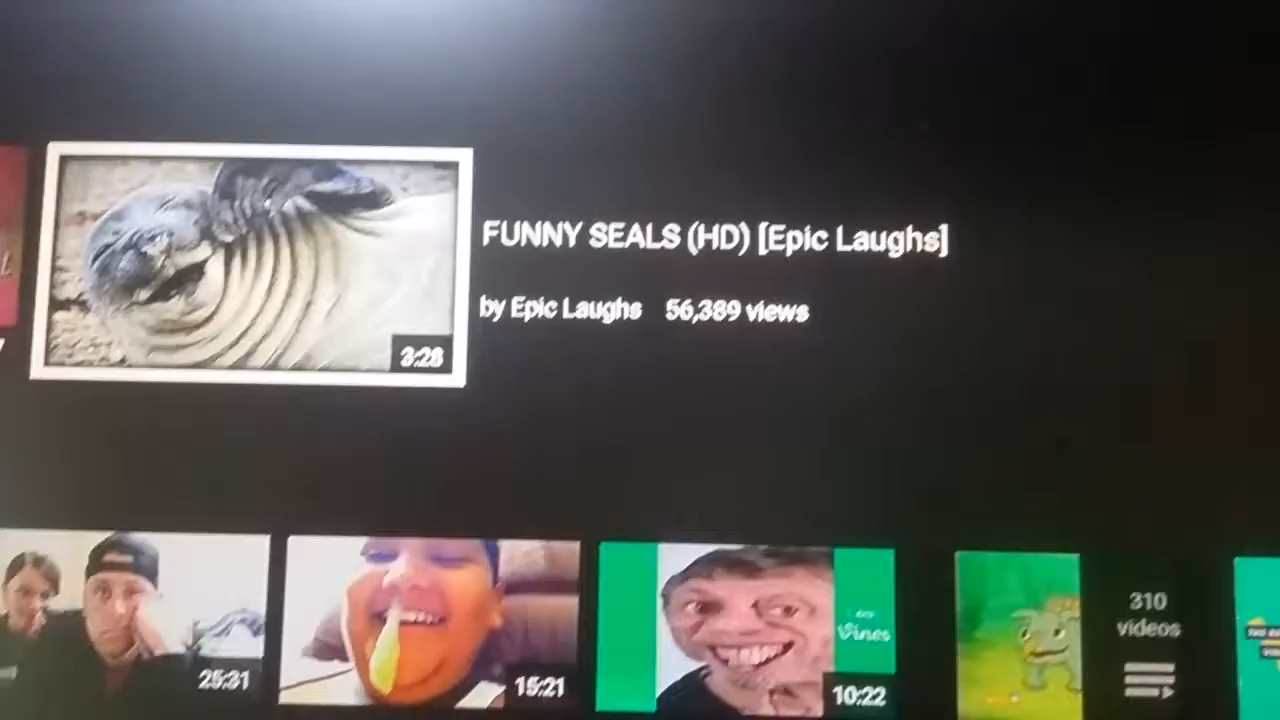 FUNNY SEALS (HD) [Epic Laughs]
by Epic Laughs 56,389 views
3:28
25:31
15:21
Vines
10:22
310
videos